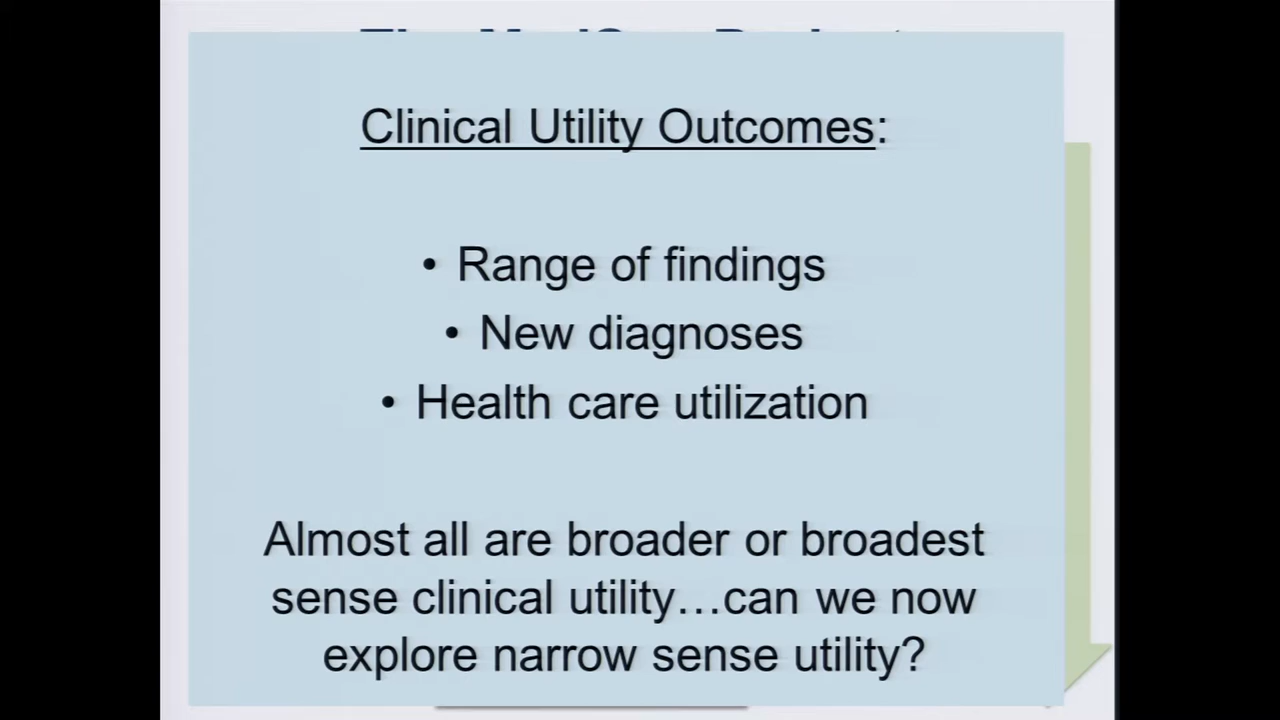 Clinical Utility Outcomes:
• Range of findings
• New diagnoses
• Health care utilization
Almost all are broader or broadest
sense clinical utility…can we now
explore narrow sense utility?